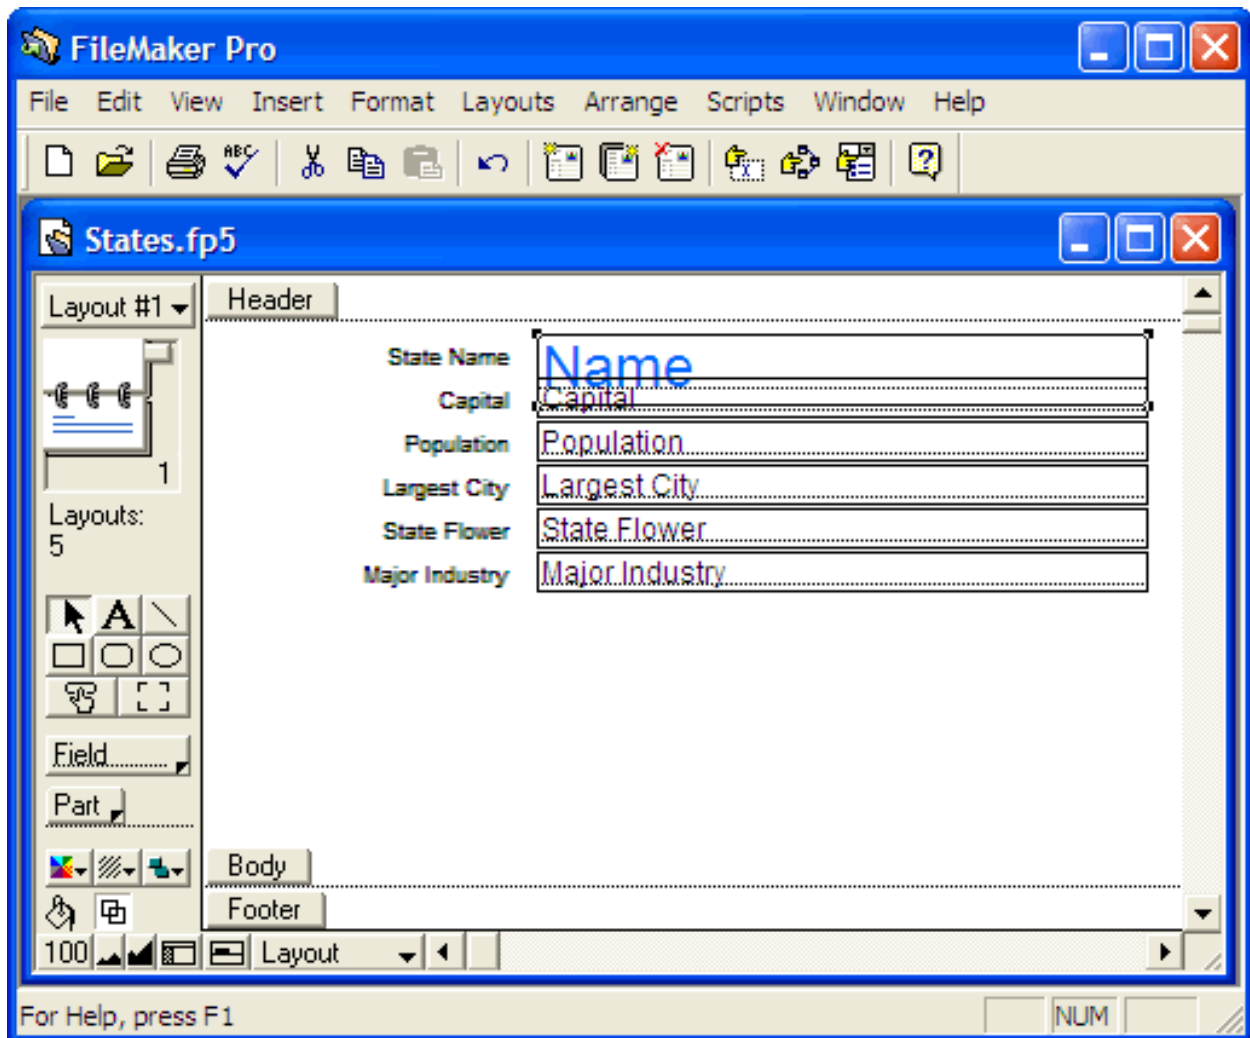 FileMaker Pro
File Edit View Insert Format Layouts Arrange Scripts Window Help
ABC
States.fp5
Layout #1
Header
State Name Name
Capital Capital
Population Population
Largest City Largest City
State Flower State Flower
Major Industry Major Industry
1
Layouts:
5
A
Field
Part
Body
Footer
100 Layout
For Help, press F1 NUM